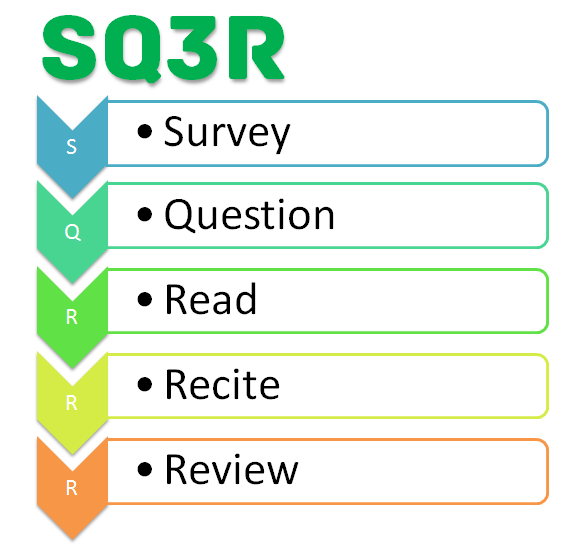 SQ3R
S
• Survey
Q
• Question
R
• Read
R
• Recite
R
• Review